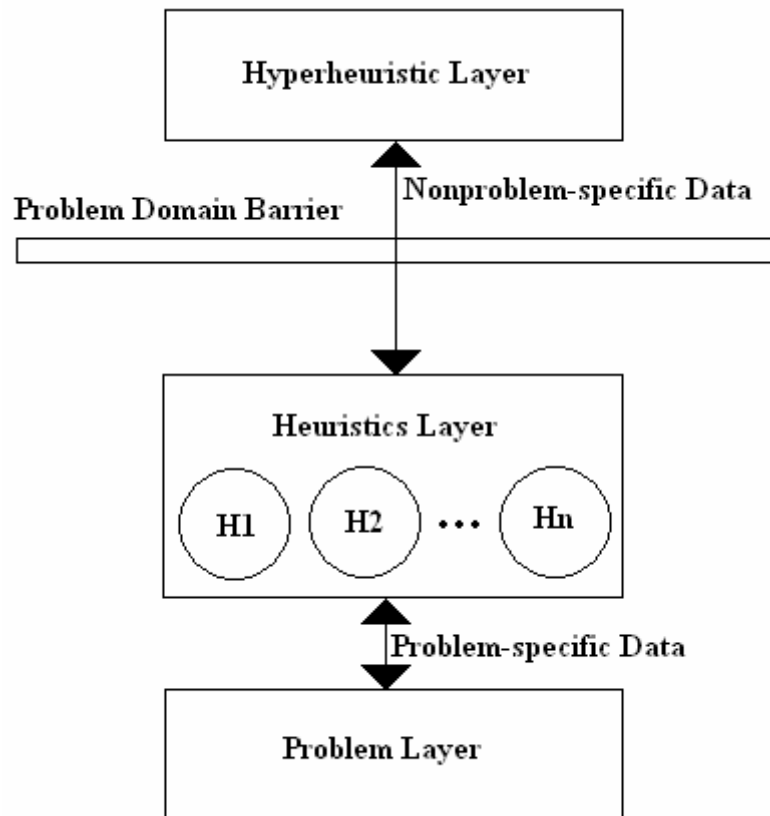 Hyperheuristic Layer
Nonproblem-specific Data
Problem Domain Barrier
Heuristics Layer
H1 H2 ... Hn
Problem-specific Data
Problem Layer